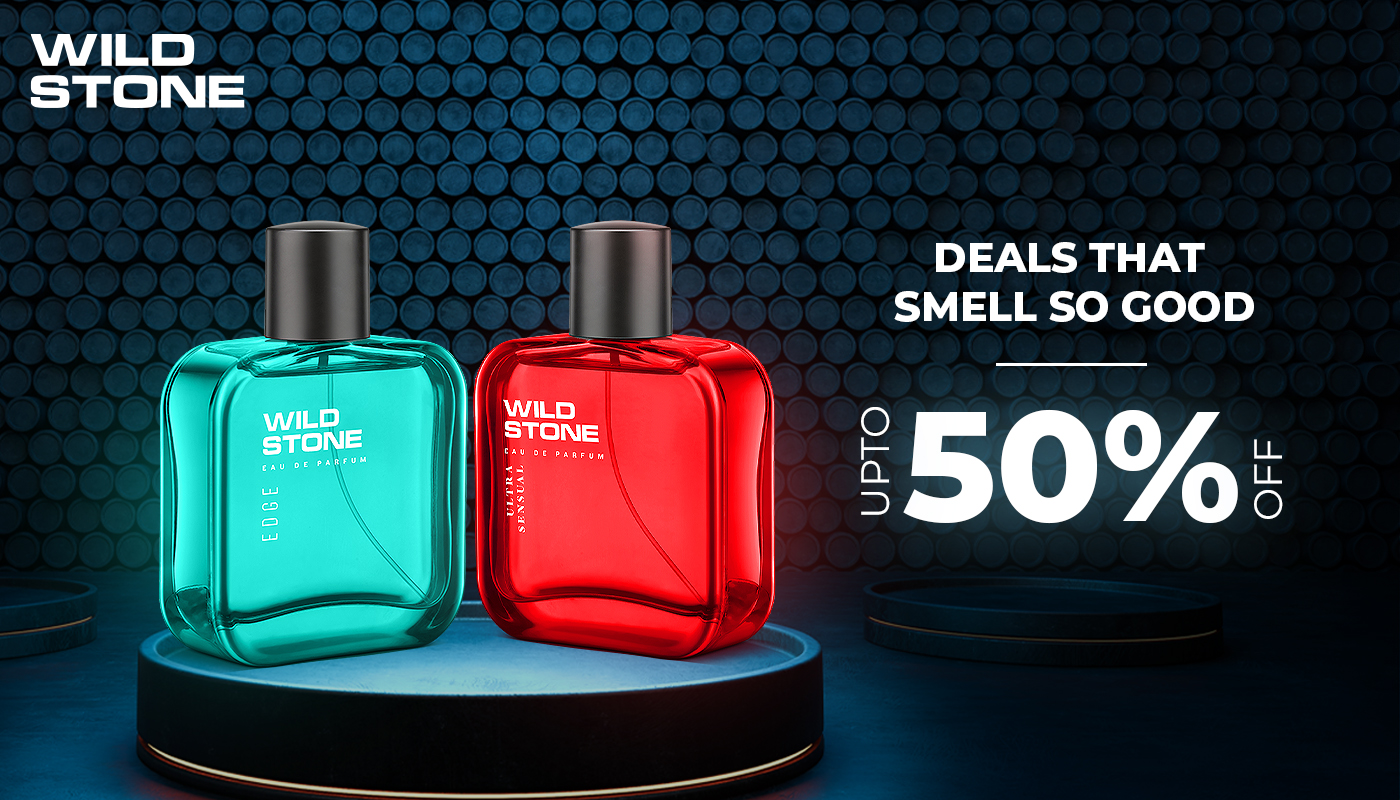 WILD
STONE
DEALS THAT
SMELL SO GOOD
UPTO
50%
OFF
WILD
STONE
EAU DE PARFUM
EDGE
WILD
STONE
EAU DE PARFUM
ULTRA
SENSUAL